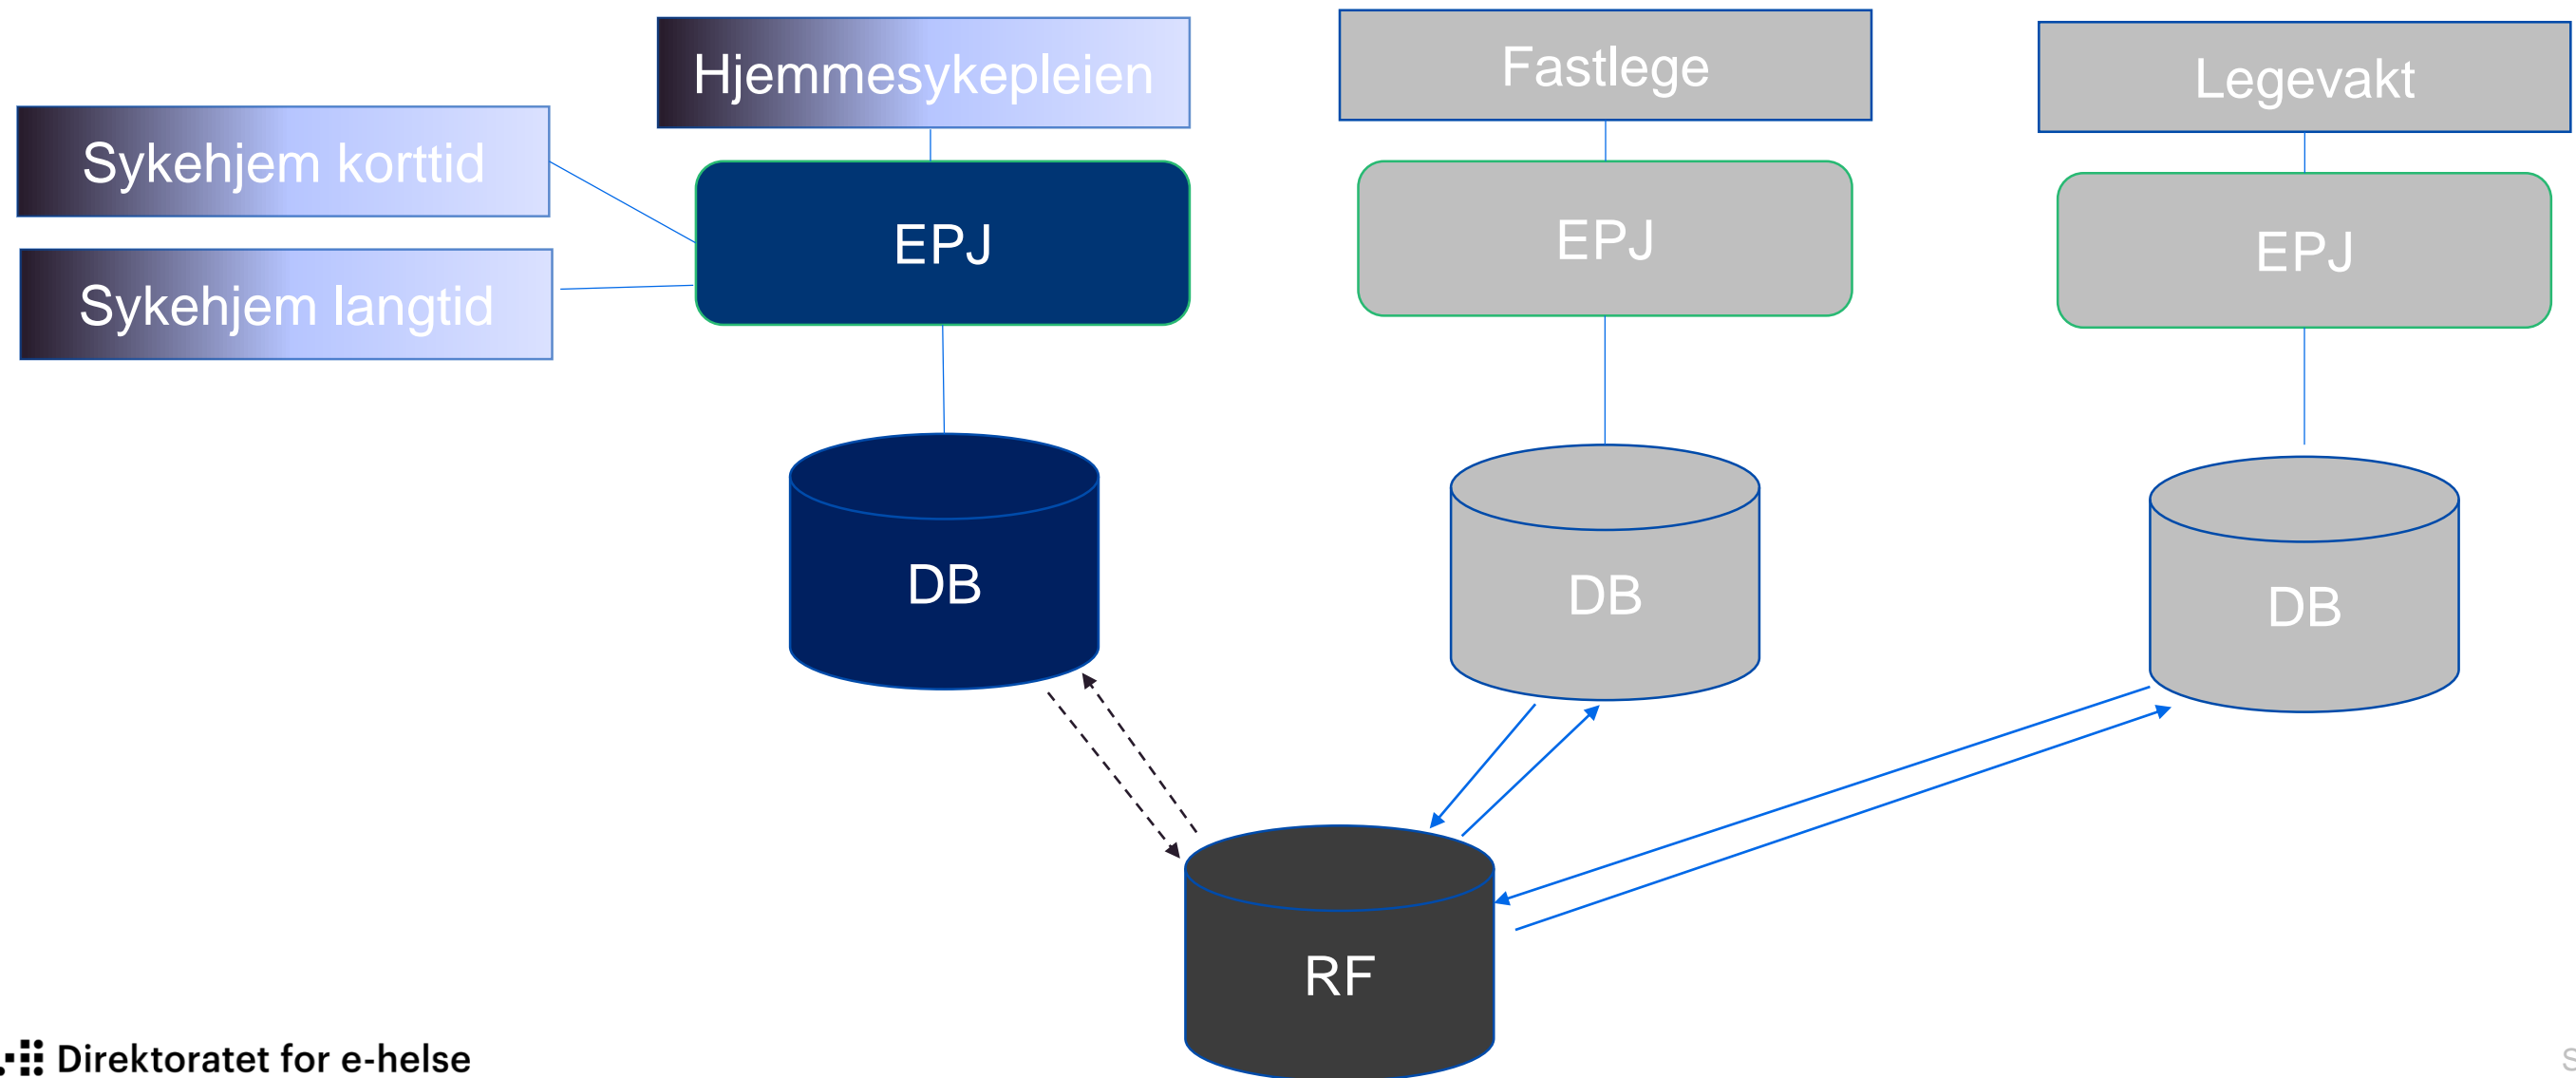 Hjemmesykepleien
Fastlege
Legevakt
Sykehjem korttid
Sykehjem langtid
EPJ
EPJ
EPJ
DB
DB
DB
RF
Direktoratet for e-helse